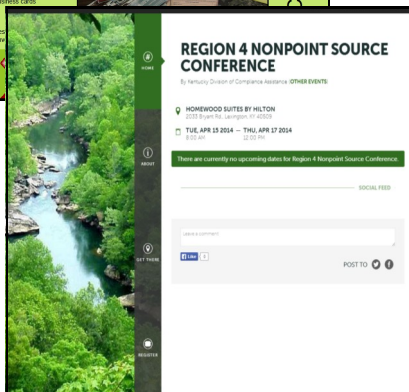 business cards
HOME
REGION 4 NONPOINT SOURCE
CONFERENCE
By Kentucky Division of Compliance Assistance (OTHER EVENTS)
HOMEWOOD SUITES BY HILTON
2033 Bryant Rd., Lexington, KY 40509
TUE, APR 15 2014 — THU, APR 17 2014
8:00 AM 12:00 PM
ABOUT
There are currently no upcoming dates for Region 4 Nonpoint Source Conference.
SOCIAL FEED
Leave a comment
GET THERE
Like 0
POST TO
REGISTER